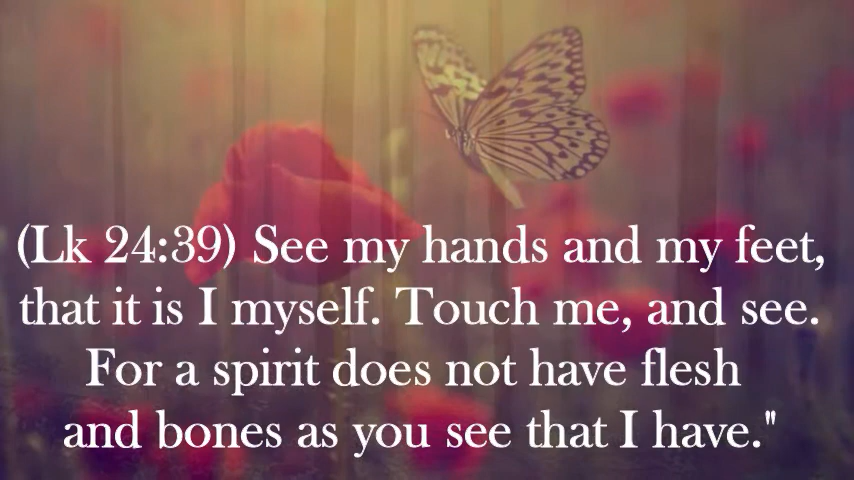 (Lk 24:39) See my hands and my feet,
that it is I myself. Touch me, and see.
For a spirit does not have flesh
and bones as you see that I have."